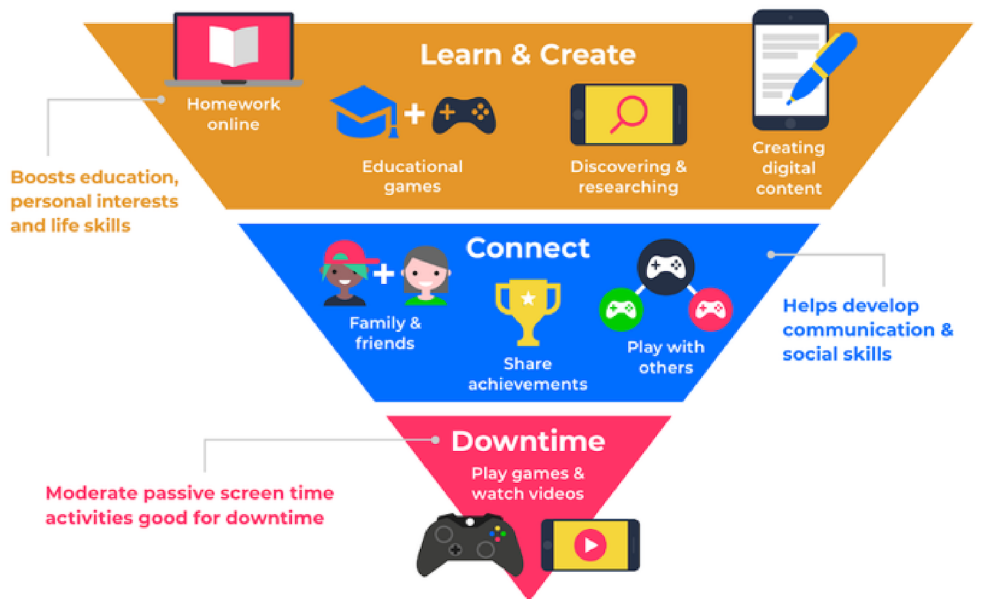 Learn & Create
Homework
online
Educational
games
Discovering &
researching
Creating
digital
content
Boosts education,
personal interests
and life skills
Connect
Family &
friends
Share
achievements
Play with
others
Helps develop
communication &
social skills
Downtime
Play games &
watch videos
Moderate passive screen time
activities good for downtime